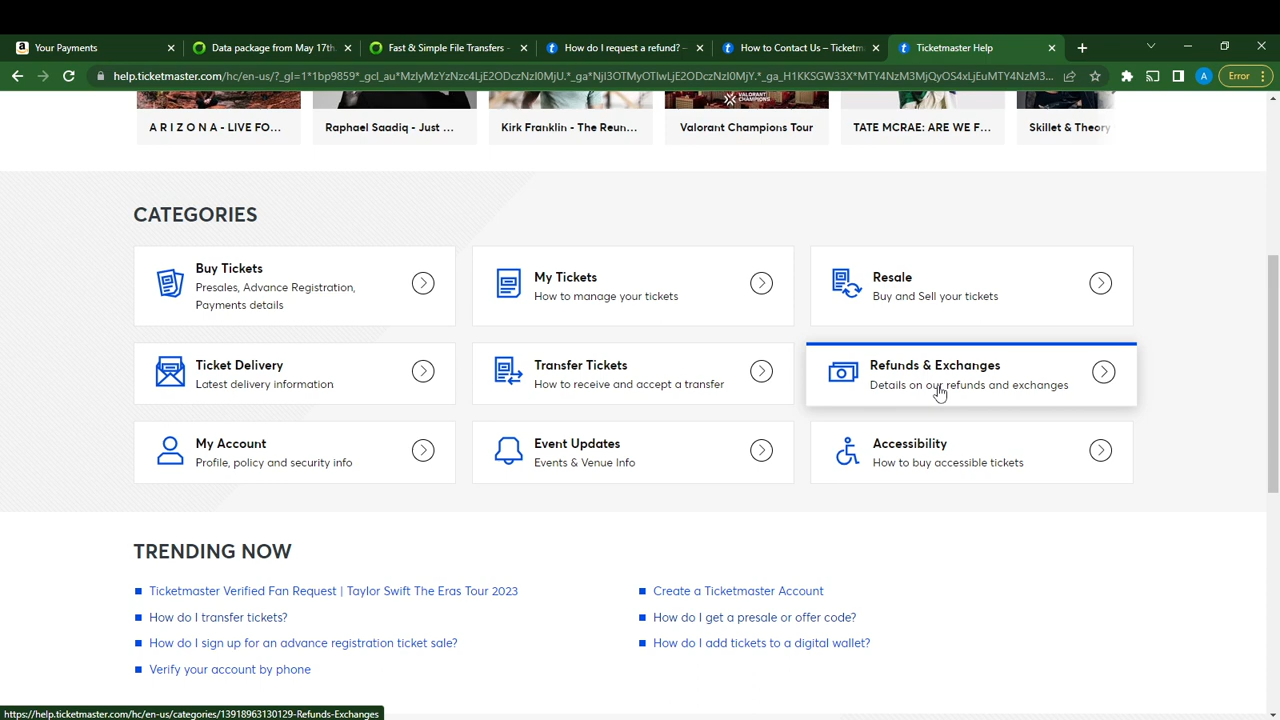 Your Payments
Data package from May 17th,
Fast & Simple File Transfers -
How do I request a refund? –
How to Contact Us – Ticketm
Ticketmaster Help
help.ticketmaster.com/hc/en-us/?_gl=1*1bp9859*_gcl_au*
Error
A R I Z O N A - LIVE FO...
Raphael Saadiq - Just ...
Kirk Franklin - The Reun...
VALORANT
CHAMPIONS
Valorant Champions Tour
TATE MCRAE: ARE WE F...
Skillet & Theory
CATEGORIES
Buy Tickets
Presales, Advance Registration,
Payments details
My Tickets
How to manage your tickets
Resale
Buy and Sell your tickets
Ticket Delivery
Latest delivery information
Transfer Tickets
How to receive and accept a transfer
Refunds & Exchanges
Details on our refunds and exchanges
My Account
Profile, policy and security info
Event Updates
Events & Venue Info
Accessibility
How to buy accessible tickets
TRENDING NOW
Ticketmaster Verified Fan Request | Taylor Swift The Eras Tour 2023
Create a Ticketmaster Account
How do I transfer tickets?
How do I get a presale or offer code?
How do I sign up for an advance registration ticket sale?
How do I add tickets to a digital wallet?
Verify your account by phone
https://help.ticketmaster.com/hc/en-us/categories/13918963130129-Refunds-Exchanges